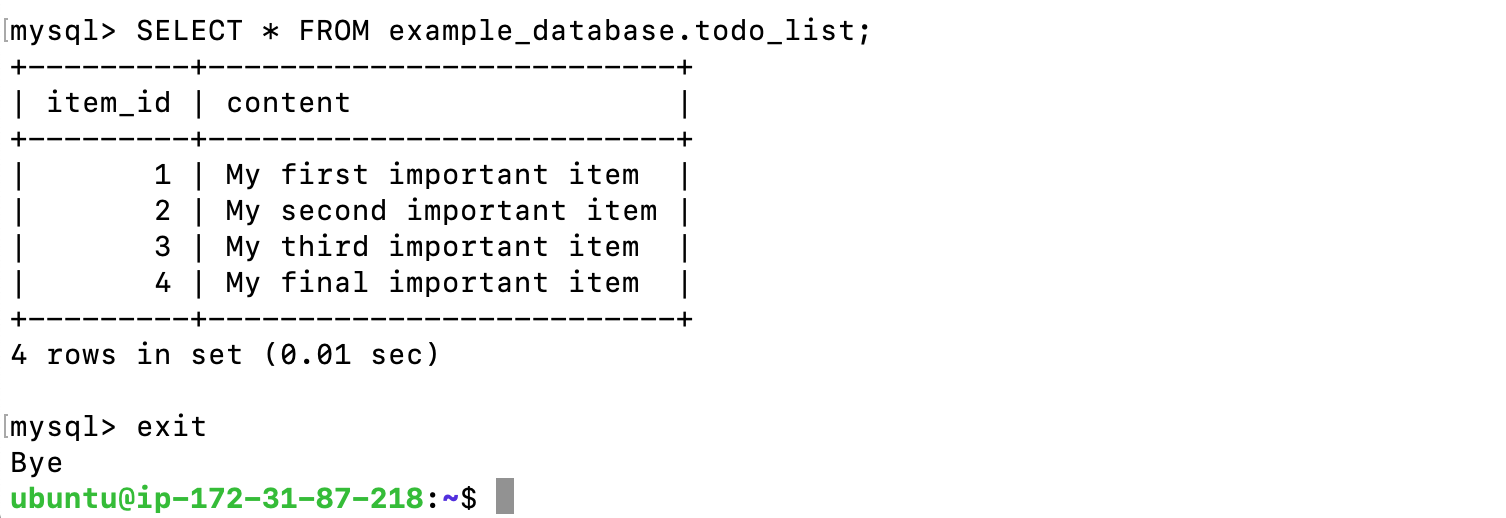 mysql> SELECT * FROM example_database.todo_list;
+---------+--------------------------+
| item_id | content                  |
+---------+--------------------------+
|       1 | My first important item  |
|       2 | My second important item |
|       3 | My third important item  |
|       4 | My final important item  |
+---------+--------------------------+
4 rows in set (0.01 sec)
mysql> exit
Bye
ubuntu@ip-172-31-87-218:~$